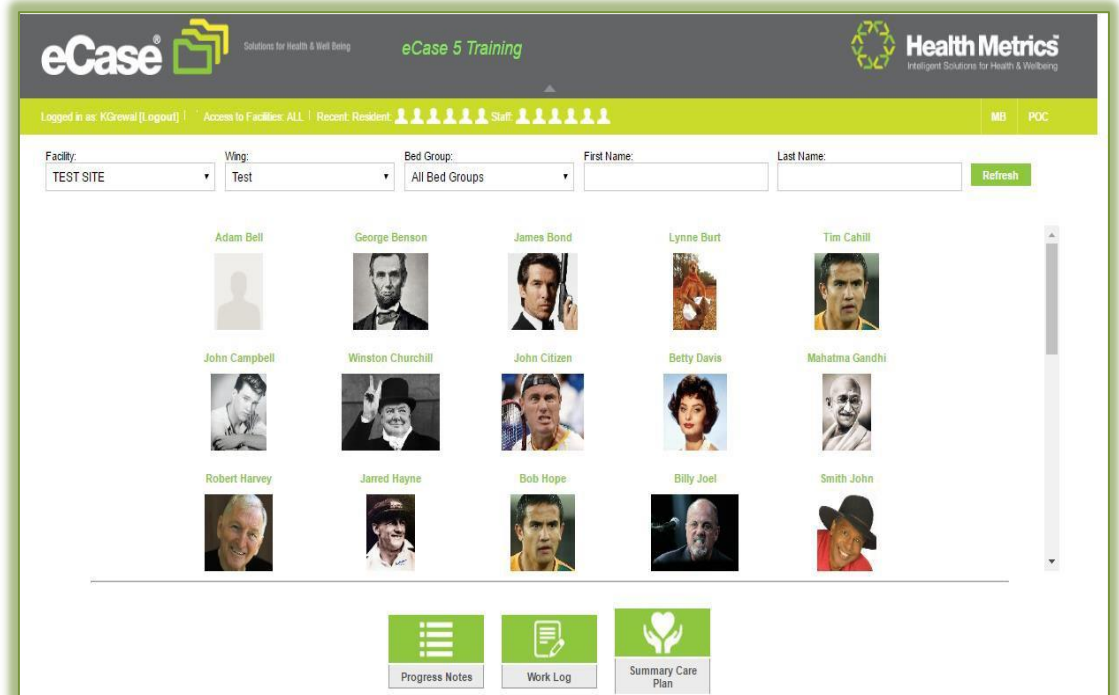 eCase® Solutions for Health & Well Being eCase 5 Training Health Metrics
Intelligent Solutions for Health & Wellbeing
Logged in as: KGrewal [Logout] | Access to Facilities: ALL | Recent: Resident: Staff: MB POC
Facility: Wing: Bed Group: First Name: Last Name:
TEST SITE Test All Bed Groups Refresh
Adam Bell George Benson James Bond Lynne Burt Tim Cahill
John Campbell Winston Churchill John Citizen Betty Davis Mahatma Gandhi
Robert Harvey Jarred Hayne Bob Hope Billy Joel Smith John
Progress Notes Work Log Summary Care
Plan